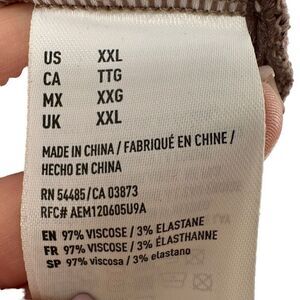 US XXL
CA TTG
MX XXG
UK XXL
MADE IN CHINA / FABRIQUÉ EN CHINE /
HECHO EN CHINA
RN 54485/CA 03873
RFC# AEM120605U9A
EN 97% VISCOSE / 3% ELASTANE
FR 97% VISCOSE / 3% ÉLASTHANNE
SP 97% viscosa / 3% elastano